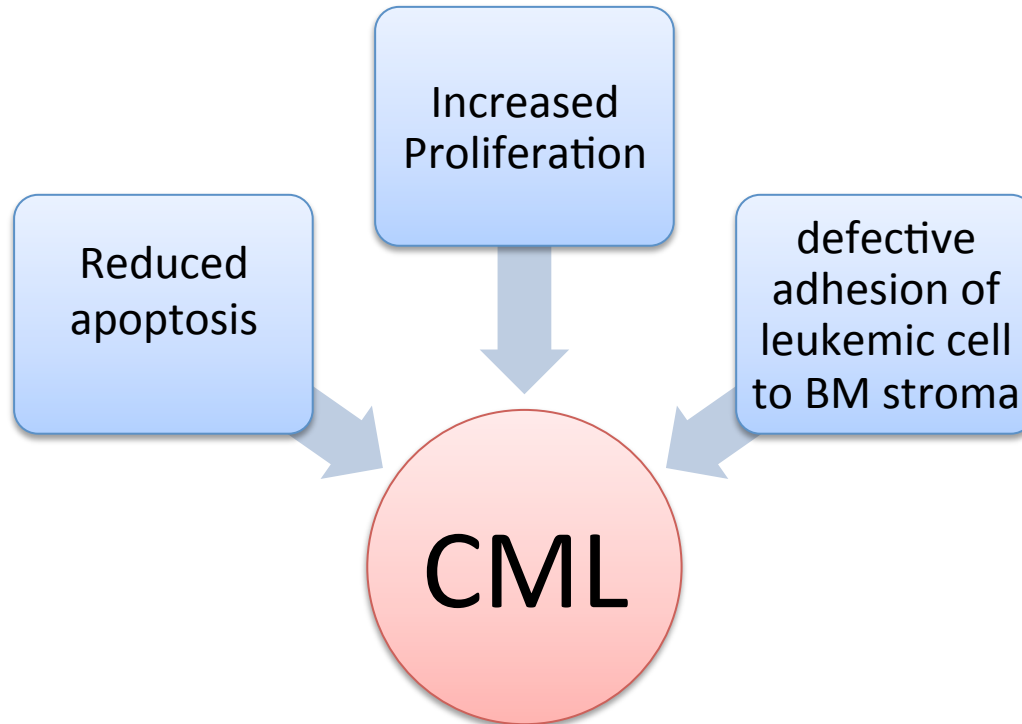 Increased
Proliferation
Reduced
apoptosis
defective
adhesion of
leukemic cell
to BM stroma
CML